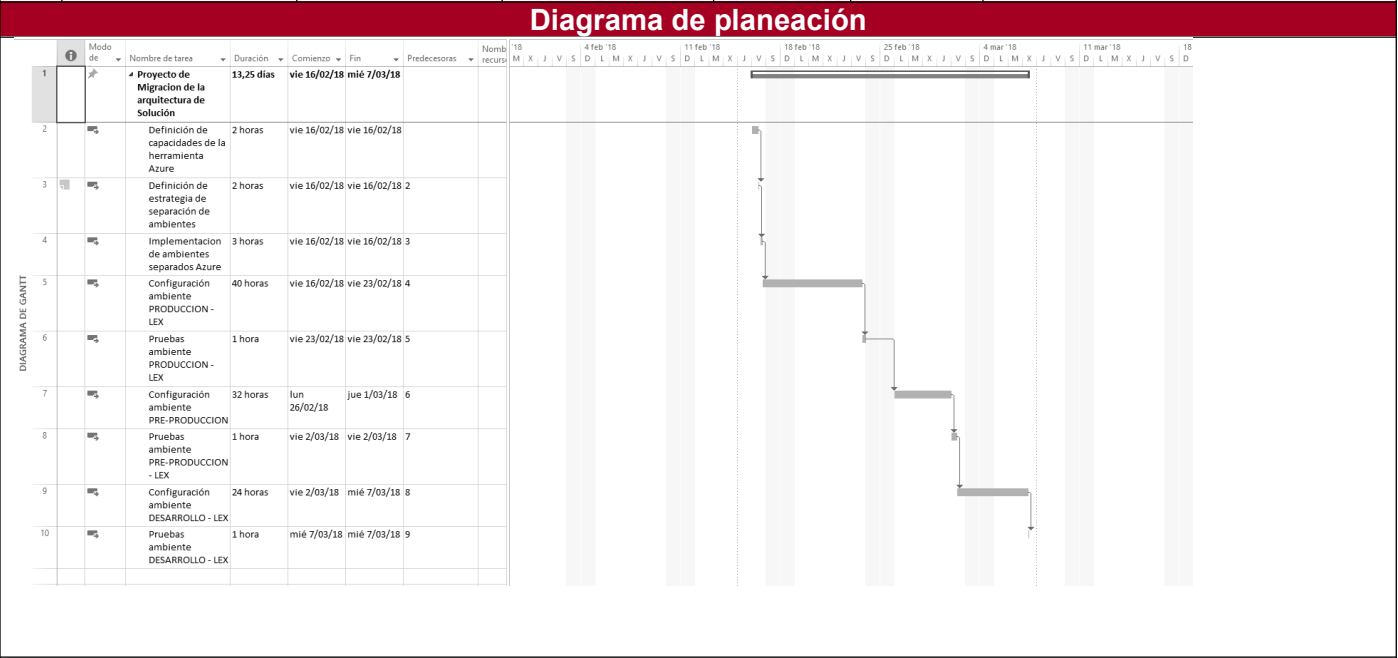 Diagrama de planeación
Modo
de
Nombre de tarea
Duración
Comienzo
Fin
Predecesoras
Nomb
recurs
'18
4 feb '18
11 feb '18
18 feb '18
25 feb '18
4 mar '18
11 mar '18
18
M X J V S D L M X J V S D L M X J V S D L M X J V S D L M X J V S D L M X J V S D L M X J V S D
1
Proyecto de
Migracion de la
arquitectura de
Solución
13,25 días
vie 16/02/18
mié 7/03/18
2
Definición de
capacidades de la
herramienta
Azure
2 horas
vie 16/02/18
vie 16/02/18
3
Definición de
estrategia de
separación de
ambientes
2 horas
vie 16/02/18
vie 16/02/18
2
4
Implementacion
de ambientes
separados Azure
3 horas
vie 16/02/18
vie 16/02/18
3
5
Configuración
ambiente
PRODUCCION -
LEX
40 horas
vie 16/02/18
vie 23/02/18
4
6
Pruebas
ambiente
PRODUCCION -
LEX
1 hora
vie 23/02/18
vie 23/02/18
5
7
Configuración
ambiente
PRE-PRODUCCION
32 horas
lun
26/02/18
jue 1/03/18
6
8
Pruebas
ambiente
PRE-PRODUCCION
- LEX
1 hora
vie 2/03/18
vie 2/03/18
7
9
Configuración
ambiente
DESARROLLO - LEX
24 horas
vie 2/03/18
mié 7/03/18
8
10
Pruebas
ambiente
DESARROLLO - LEX
1 hora
mié 7/03/18
mié 7/03/18
9
DIAGRAMA DE GANTT